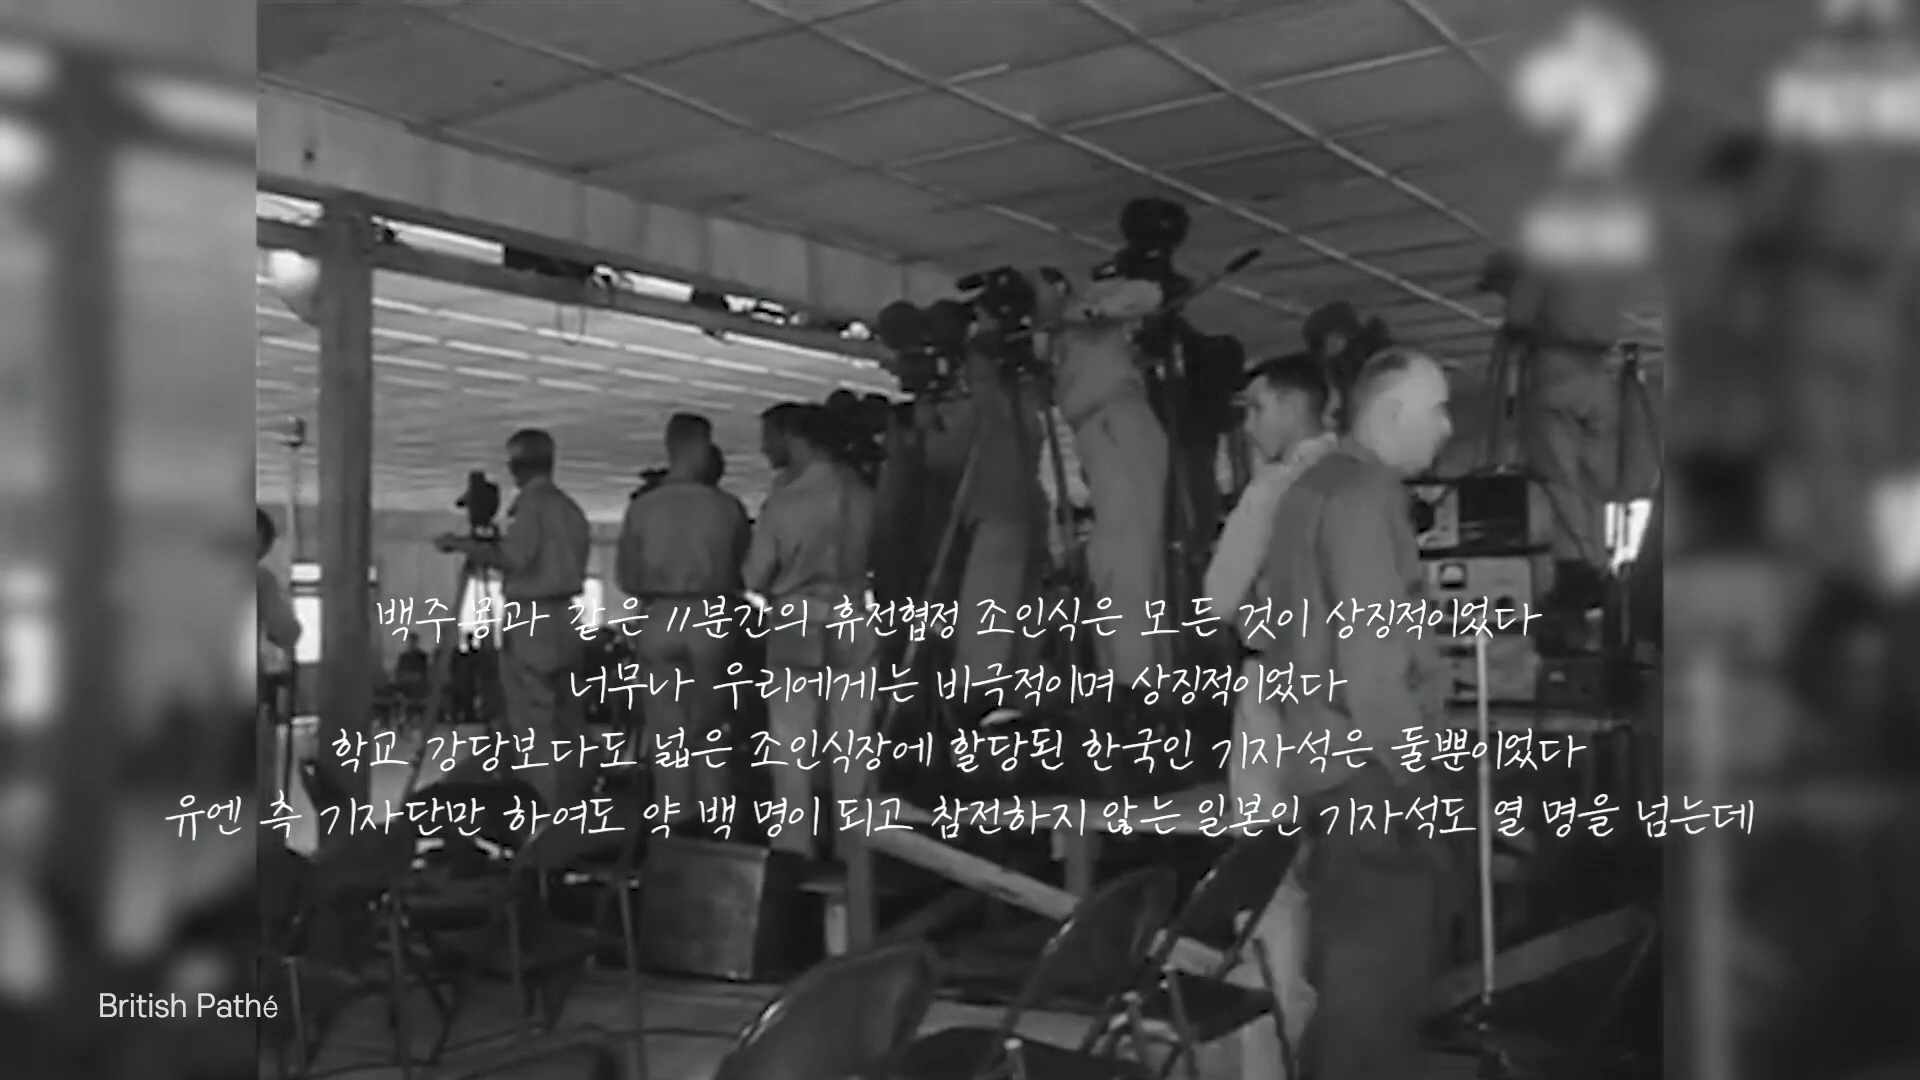 백주몽과 같은 11분간의 휴전협정 조인식은 모든 것이 상징적이었다
너무나 우리에게는 비극적이며 상징적이었다
학교 강당보다도 넓은 조인식장에 할당된 한국인 기자석은 둘뿐이었다
유엔 측 기자단만 하여도 약 백 명이 되고 참전하지 않는 일본인 기자석도 열 명을 넘는데
British Pathé